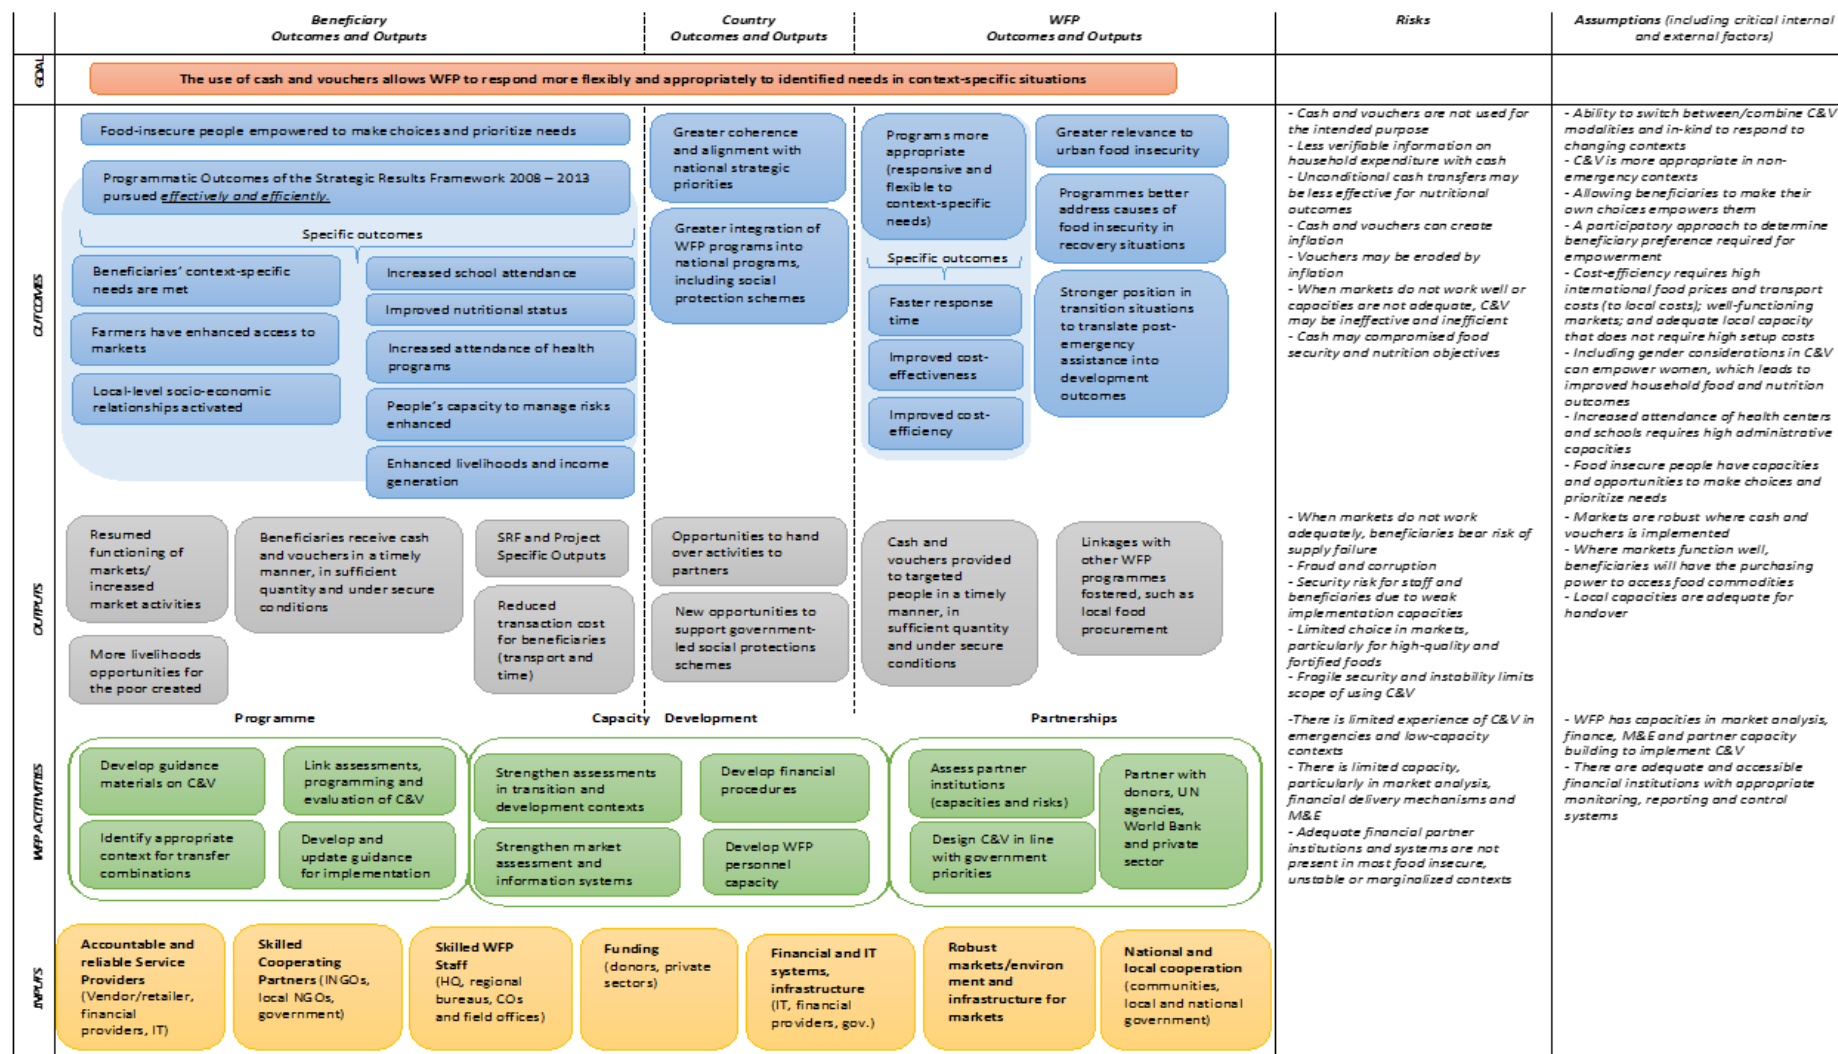 Beneficiary
Outcomes and Outputs
Country
Outcomes and Outputs
WFP
Outcomes and Outputs
Risks
Assumptions (including critical internal
and external factors)
GOAL
The use of cash and vouchers allows WFP to respond more flexibly and appropriately to identified needs in context-specific situations
OUTCOMES
Food-insecure people empowered to make choices and prioritize needs
Programmatic Outcomes of the Strategic Results Framework 2008 – 2013
pursued effectively and efficiently.
Specific outcomes
Beneficiaries' context-specific
needs are met
Farmers have enhanced access to
markets
Local-level socio-economic
relationships activated
Increased school attendance
Improved nutritional status
Increased attendance of health
programs
People's capacity to manage risks
enhanced
Enhanced livelihoods and income
generation
Greater coherence
and alignment with
national strategic
priorities
Greater integration of
WFP programs into
national programs,
including social
protection schemes
Programs more
appropriate
(responsive and
flexible to
context-specific
needs)
Specific outcomes
Faster response
time
Improved cost-
effectiveness
Improved cost-
efficiency
Greater relevance to
urban food insecurity
Programmes better
address causes of
food insecurity in
recovery situations
Stronger position in
transition situations
to translate post-
emergency
assistance into
development
outcomes
- Cash and vouchers are not used for
the intended purpose
- Less verifiable information on
household expenditure with cash
- Unconditional cash transfers may
be less effective for nutritional
outcomes
- Cash and vouchers can create
inflation
- Vouchers may be eroded by
inflation
- When markets do not work well or
capacities are not adequate, C&V
may be ineffective and inefficient
- Cash may compromised food
security and nutrition objectives
- Ability to switch between/combine C&V
modalities and in-kind to respond to
changing contexts
- C&V is more appropriate in non-
emergency contexts
- Allowing beneficiaries to make their
own choices empowers them
- A participatory approach to determine
beneficiary preference required for
empowerment
- Cost-efficiency requires high
international food prices and transport
costs (to local costs); well-functioning
markets; and adequate local capacity
that does not require high setup costs
- Including gender considerations in C&V
can empower women, which leads to
improved household food and nutrition
outcomes
- Increased attendance of health centers
and schools requires high administrative
capacities
- Food insecure people have capacities
and opportunities to make choices and
prioritize needs
OUTPUTS
Resumed
functioning of
markets/
increased
market activities
More livelihoods
opportunities for
the poor created
Beneficiaries receive cash
and vouchers in a timely
manner, in sufficient
quantity and under secure
conditions
SRF and Project
Specific Outputs
Reduced
transaction cost
for beneficiaries
(transport and
time)
Opportunities to hand
over activities to
partners
New opportunities to
support government-
led social protections
schemes
Cash and
vouchers provided
to targeted
people in a timely
manner, in
sufficient quantity
and under secure
conditions
Linkages with
other WFP
programmes
fostered, such as
local food
procurement
- When markets do not work
adequately, beneficiaries bear risk of
supply failure
- Fraud and corruption
- Security risk for staff and
beneficiaries due to weak
implementation capacities
- Limited choice in markets,
particularly for high-quality and
fortified foods
- Fragile security and instability limits
scope of using C&V
- Markets are robust where cash and
vouchers is implemented
- Where markets function well,
beneficiaries will have the purchasing
power to access food commodities
- Local capacities are adequate for
handover
WFP ACTITIVITIES
Programme
Capacity Development
Partnerships
Develop guidance
materials on C&V
Link assessments,
programming and
evaluation of C&V
Identify appropriate
context for transfer
combinations
Develop and
update guidance
for implementation
Strengthen assessments
in transition and
development contexts
Develop financial
procedures
Strengthen market
assessment and
information systems
Develop WFP
personnel
capacity
Assess partner
institutions
(capacities and risks)
Design C&V in line
with government
priorities
Partner with
donors, UN
agencies,
World Bank
and private
sector
-There is limited experience of C&V in
emergencies and low-capacity
contexts
- There is limited capacity,
particularly in market analysis,
financial delivery mechanisms and
M&E
- Adequate financial partner
institutions and systems are not
present in most food insecure,
unstable or marginalized contexts
- WFP has capacities in market analysis,
finance, M&E and partner capacity
building to implement C&V
- There are adequate and accessible
financial institutions with appropriate
monitoring, reporting and control
systems
INPUTS
Accountable and
reliable Service
Providers
(Vendor/retailer,
financial
providers, IT)
Skilled
Cooperating
Partners (INGOs,
local NGOs,
government)
Skilled WFP
Staff
(HQ, regional
bureaus, COs
and field offices)
Funding
(donors, private
sectors)
Financial and IT
systems,
infrastructure
(IT, financial
providers, gov.)
Robust
markets/environ
ment and
infrastructure for
markets
National and
local cooperation
(communities,
local and national
government)